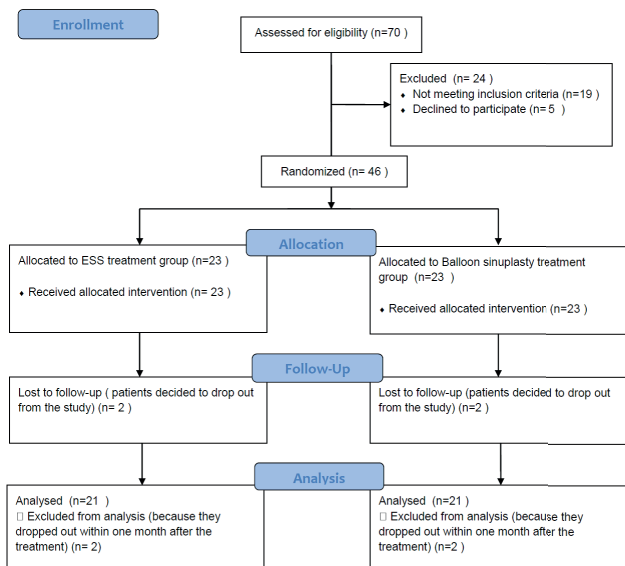 Enrollment
Assessed for eligibility (n=70 )
Excluded (n= 24 )
⬧ Not meeting inclusion criteria (n=19 )
⬧ Declined to participate (n= 5 )
Randomized (n= 46 )
Allocation
Allocated to ESS treatment group (n=23 )
⬧ Received allocated intervention (n= 23 )
Allocated to Balloon sinuplasty treatment
group (n=23 )
⬧ Received allocated intervention (n=23 )
Follow-Up
Lost to follow-up ( patients decided to drop out
from the study) (n= 2 )
Lost to follow-up (patients decided to drop out
from the study) (n=2 )
Analysis
Analysed (n=21 )
□ Excluded from analysis (because they
dropped out within one month after the
treatment) (n= 2)
Analysed (n=21 )
□ Excluded from analysis (because they
dropped out within one month after the
treatment) (n=2 )